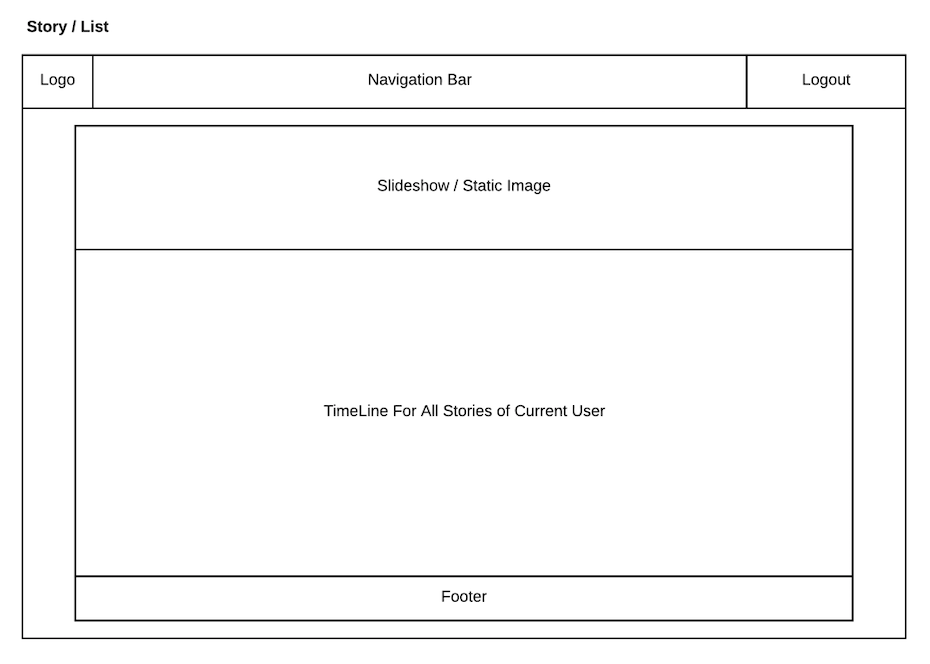 Story / List
Logo
Navigation Bar
Logout
Slideshow / Static Image
TimeLine For All Stories of Current User
Footer